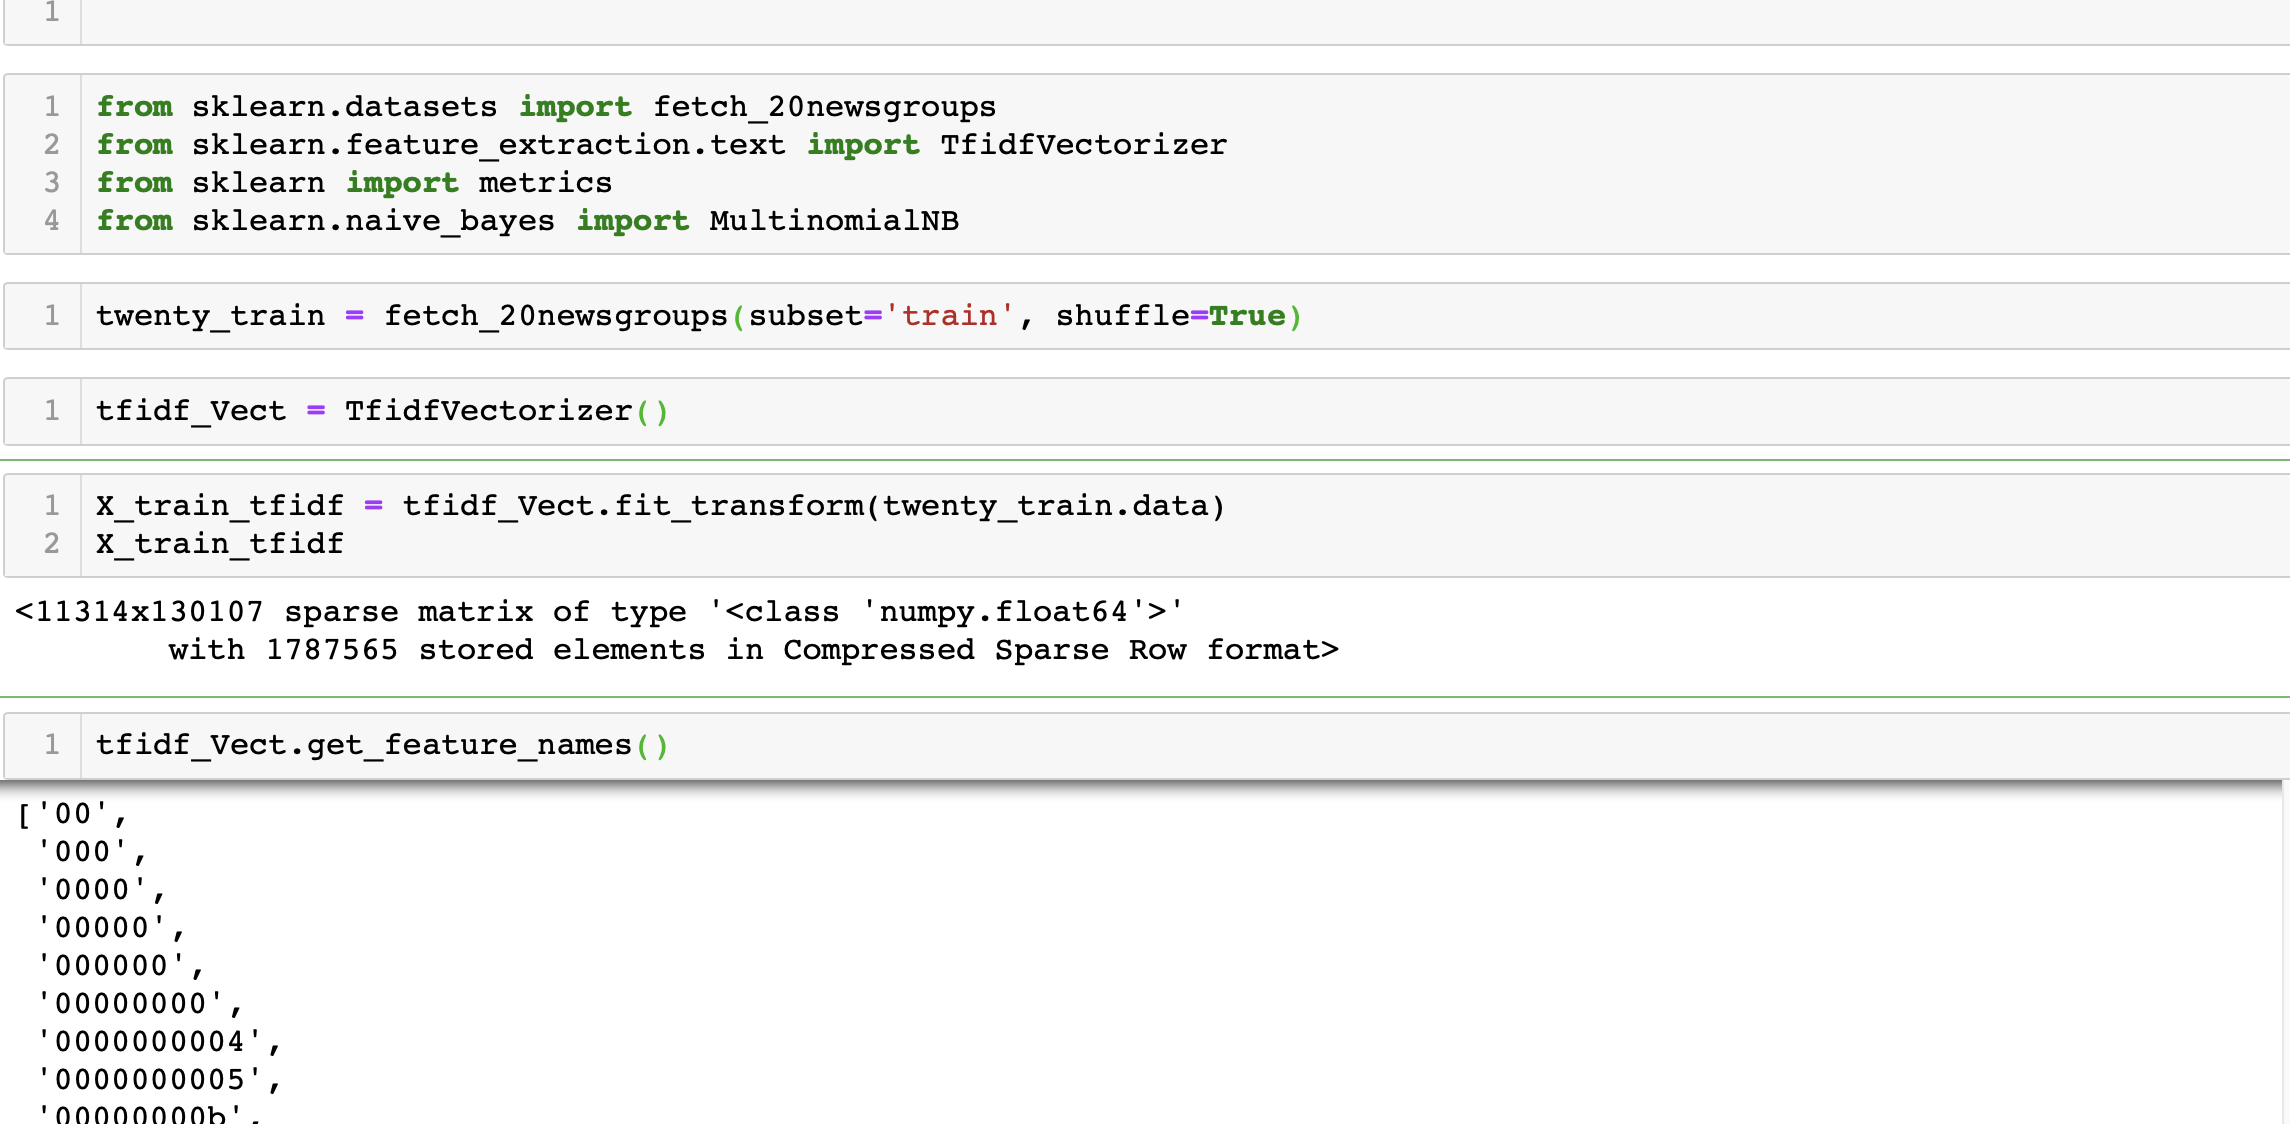 1
1 from sklearn.datasets import fetch_20newsgroups
2 from sklearn.feature_extraction.text import TfidfVectorizer
3 from sklearn import metrics
4 from sklearn.naive_bayes import MultinomialNB
1 twenty_train = fetch_20newsgroups(subset='train', shuffle=True)
1 tfidf_Vect = TfidfVectorizer()
1 X_train_tfidf = tfidf_Vect.fit_transform(twenty_train.data)
2 X_train_tfidf
<11314x130107 sparse matrix of type '<class 'numpy.float64'>'
        with 1787565 stored elements in Compressed Sparse Row format>
1 tfidf_Vect.get_feature_names()
['00',
 '000',
 '0000',
 '00000',
 '000000',
 '00000000',
 '0000000004',
 '0000000005',
 '00000000b',